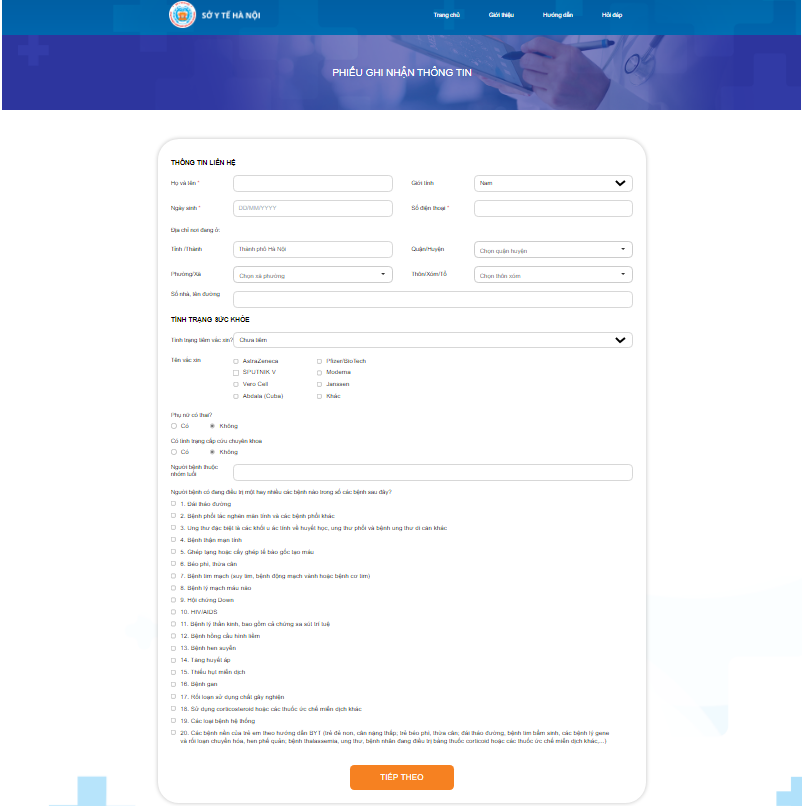 SỞ Y TẾ HÀ NỘI
Trang chủ Giới thiệu Hướng dẫn Hỏi đáp
PHIẾU GHI NHẬN THÔNG TIN
THÔNG TIN LIÊN HỆ
Họ và tên * Giới tính Nam
Ngày sinh * DD/MM/YYYY Số điện thoại *
Địa chỉ nơi đang ở:
Tỉnh /Thành Thành phố Hà Nội Quận/Huyện Chọn quận huyện
Phường/Xã Chọn xã phường Thôn/Xóm/Tổ Chọn thôn xóm
Số nhà, tên đường
TÌNH TRẠNG SỨC KHỎE
Tình trạng tiêm vắc xin? Chưa tiêm
Tên vắc xin AstraZeneca Pfizer/BioTech
SPUTNIK V Moderna
Vero Cell Janssen
Abdala (Cuba) Khác
Phụ nữ có thai?
Có Không
Có tình trạng cấp cứu chuyên khoa
Có Không
Người bệnh thuộc
nhóm tuổi
Người bệnh có đang điều trị một hay nhiều các bệnh nào trong số các bệnh sau đây?
1. Đái tháo đường
2. Bệnh phổi tắc nghẽn mãn tính và các bệnh phổi khác
3. Ung thư đặc biệt là các khối u ác tính về huyết học, ung thư phổi và bệnh ung thư di căn khác
4. Bệnh thận mạn tính
5. Ghép tạng hoặc cấy ghép tế bào gốc tạo máu
6. Béo phì, thừa cân
7. Bệnh tim mạch (suy tim, bệnh động mạch vành hoặc bệnh cơ tim)
8. Bệnh lý mạch máu não
9. Hội chứng Down
10. HIV/AIDS
11. Bệnh lý thần kinh, bao gồm cả chứng sa sút trí tuệ
12. Bệnh hồng cầu hình liềm
13. Bệnh hen suyễn
14. Tăng huyết áp
15. Thiếu hụt miễn dịch
16. Bệnh gan
17. Rối loạn sử dụng chất gây nghiện
18. Sử dụng corticosteroid hoặc các thuốc ức chế miễn dịch khác
19. Các loại bệnh hệ thống
20. Các bệnh nền của trẻ em theo hướng dẫn BYT (trẻ đẻ non, cân nặng thấp; trẻ béo phì, thừa cân; đái tháo đường, bệnh tim bẩm sinh, các bệnh lý gene
và rối loạn chuyển hóa, hen phế quản; bệnh thalassemia, ung thư, bệnh nhân đang điều trị bằng thuốc corticoid hoặc các thuốc ức chế miễn dịch khác,...)
TIẾP THEO